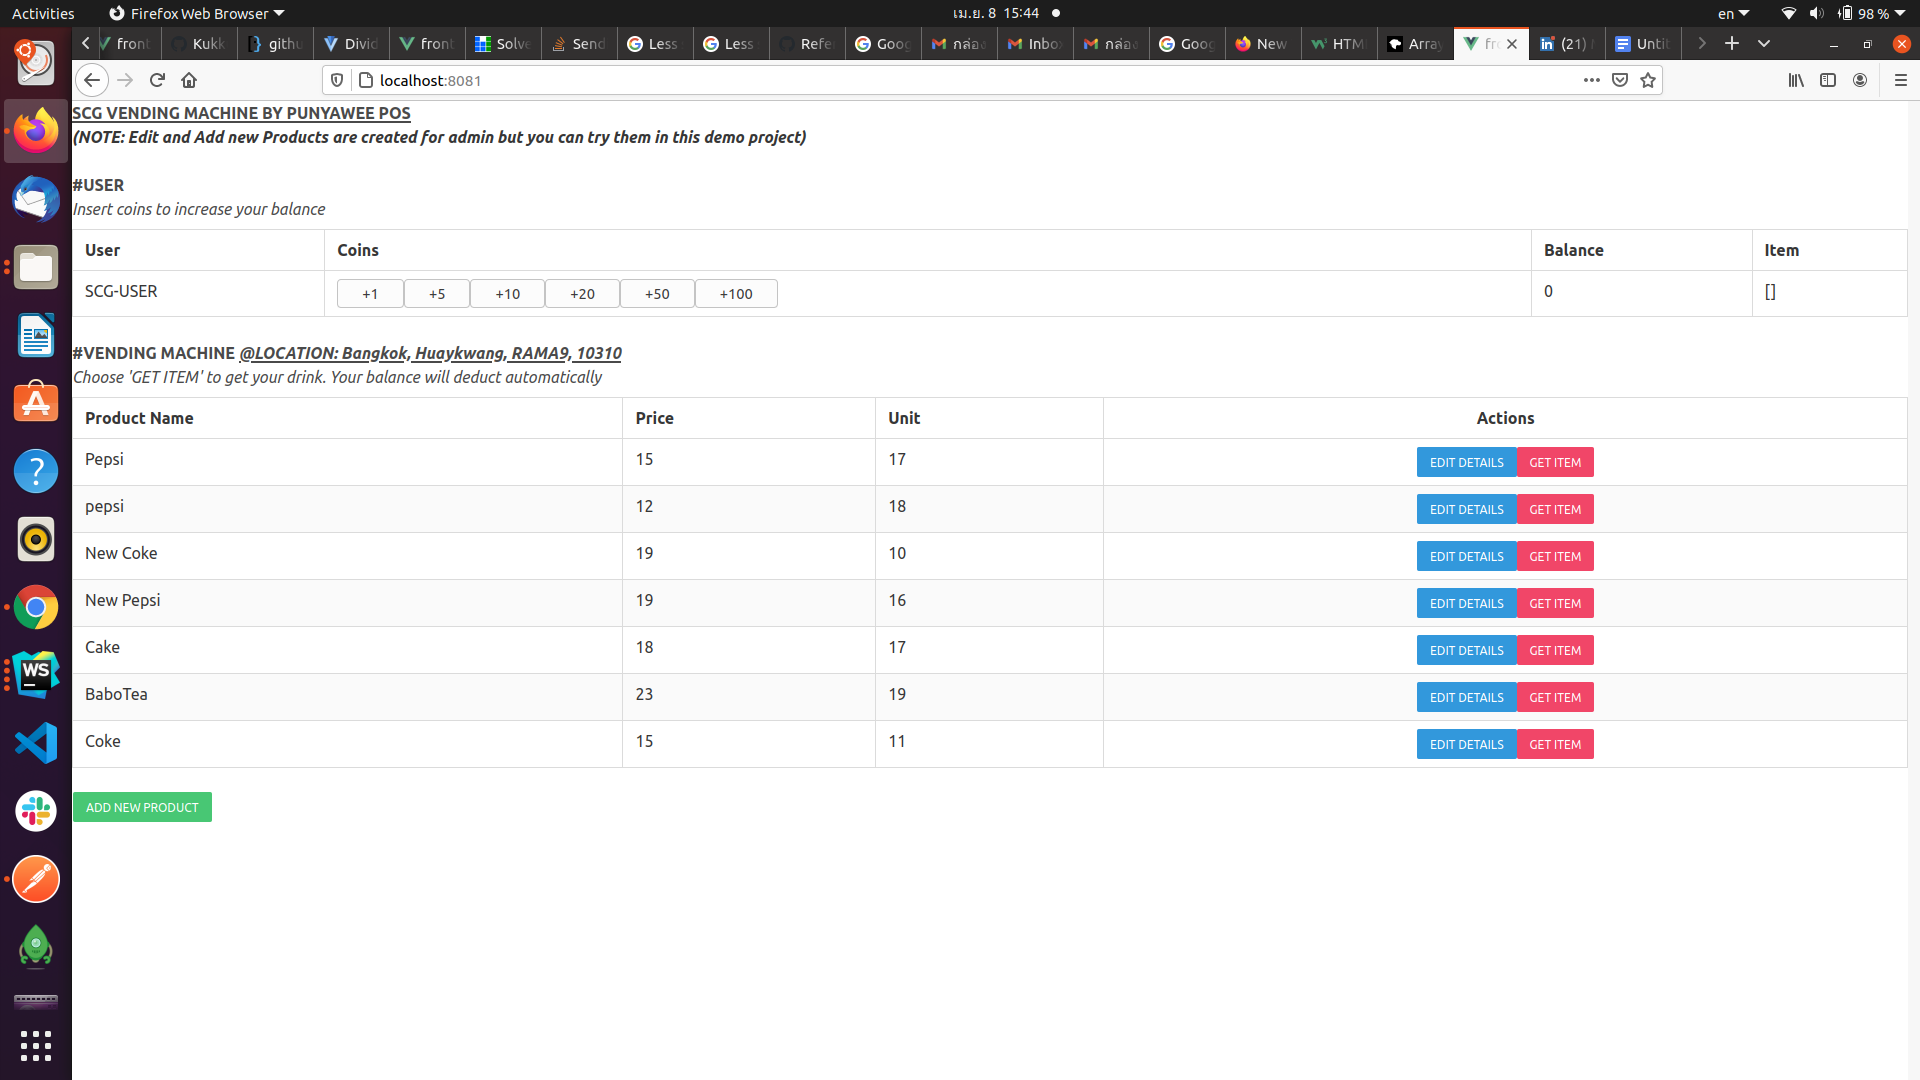 Activities Firefox Web Browser เม.ย. 8 15:44 en 98 %
front Kukk githu Divid front Solve Send Less Less Refe Goog กล่อง Inbo กล่อง Goog New HTM Array fro (21) Untit
localhost:8081
SCG VENDING MACHINE BY PUNYAWEE POS
(NOTE: Edit and Add new Products are created for admin but you can try them in this demo project)
#USER
Insert coins to increase your balance
User Coins Balance Item
SCG-USER +1 +5 +10 +20 +50 +100 0 []
#VENDING MACHINE @LOCATION: Bangkok, Huaykwang, RAMA9, 10310
Choose 'GET ITEM' to get your drink. Your balance will deduct automatically
Product Name Price Unit Actions
Pepsi 15 17 EDIT DETAILS GET ITEM
pepsi 12 18 EDIT DETAILS GET ITEM
New Coke 19 10 EDIT DETAILS GET ITEM
New Pepsi 19 16 EDIT DETAILS GET ITEM
Cake 18 17 EDIT DETAILS GET ITEM
BaboTea 23 19 EDIT DETAILS GET ITEM
Coke 15 11 EDIT DETAILS GET ITEM
ADD NEW PRODUCT
WS